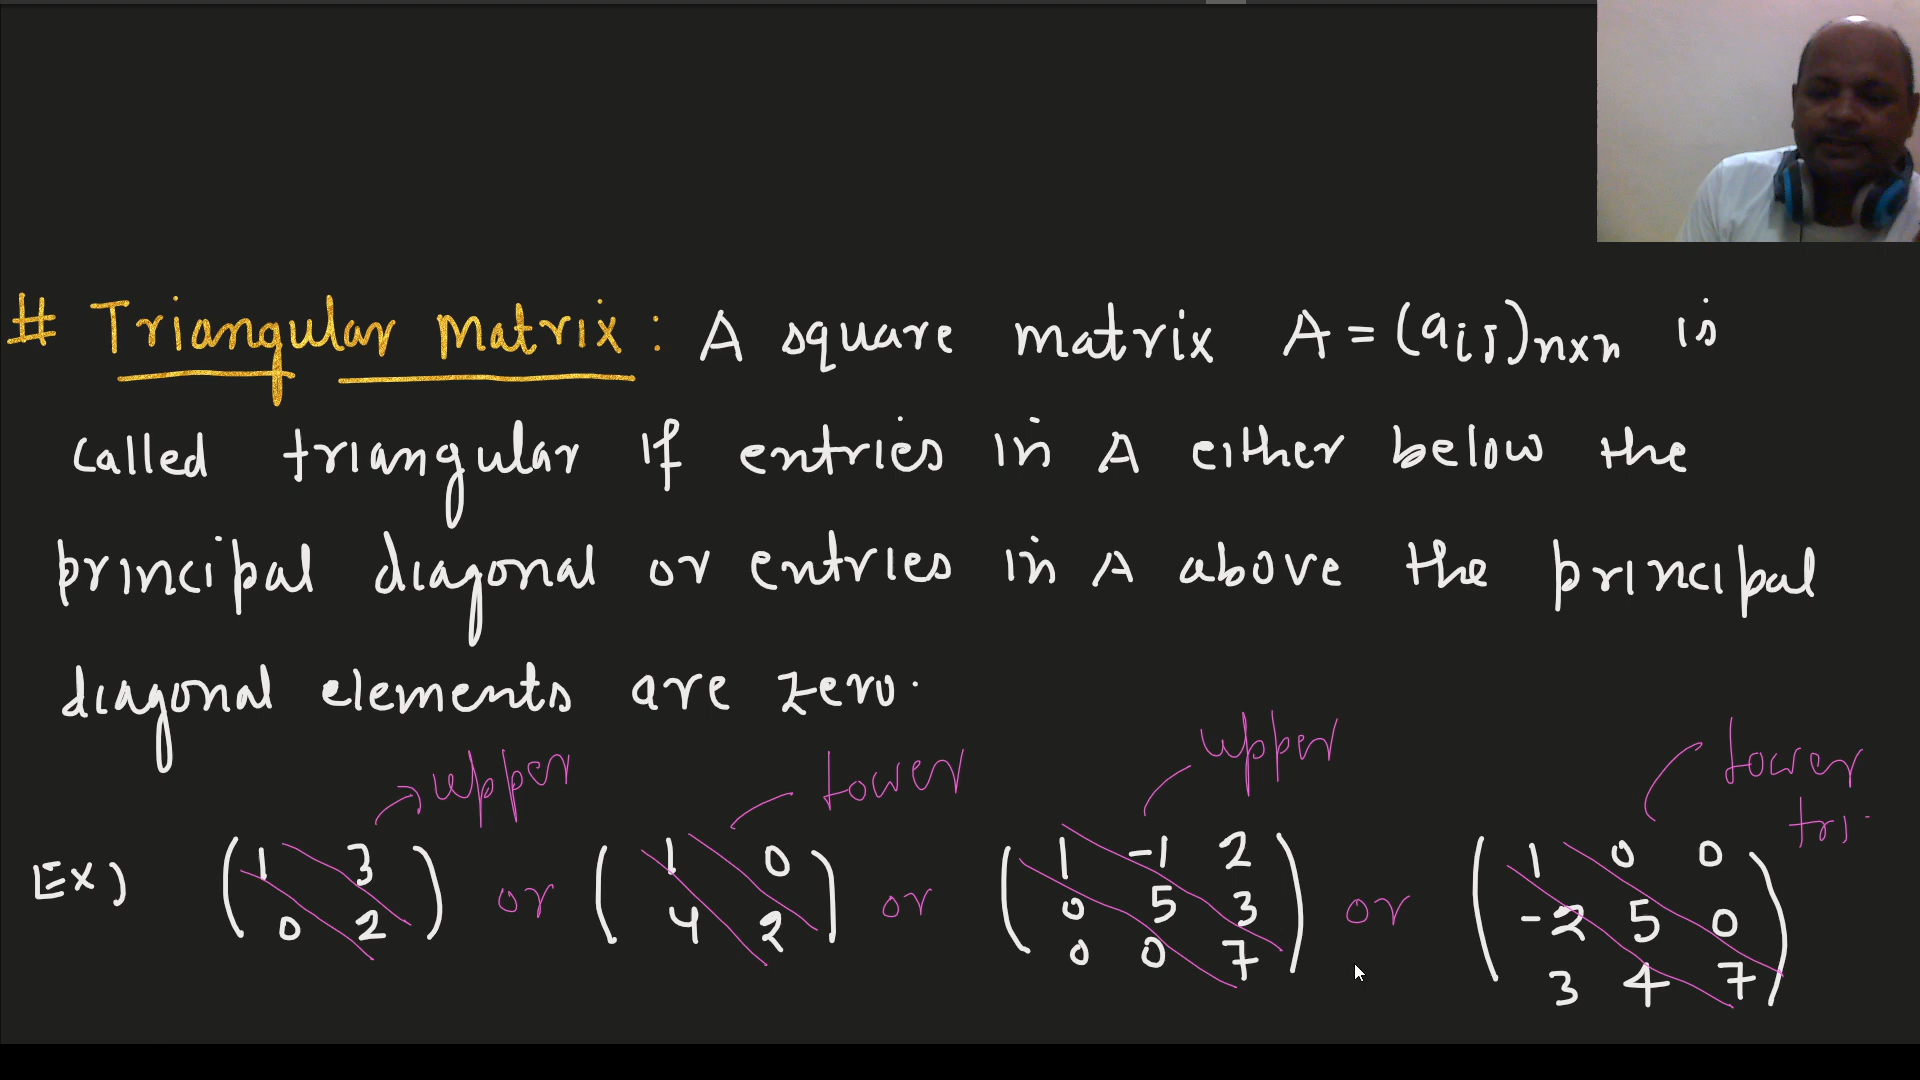 # Triangular Matrix : A square matrix A = (aij)nxn is
called triangular if entries in A either below the
principal diagonal or entries in A above the principal
diagonal elements are zero.
upper lower upper lower
tri.
Ex) (1 3 or (1 0 or (1 -1 2 or (1 0 0
0 2) 4 2) 0 5 3 -2 5 0
0 0 7) 3 4 7)